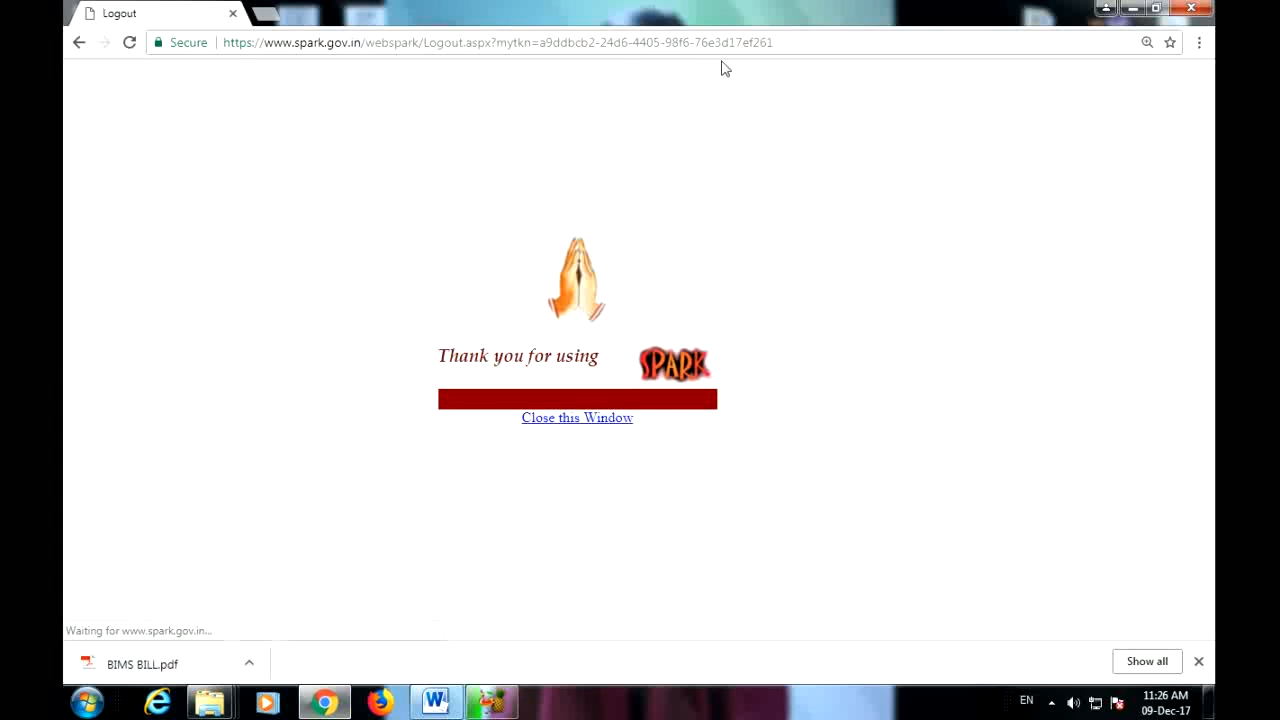 Logout
Secure
https://www.spark.gov.in/webspark/Logout.aspx?mytkn=a9ddbcb2-24d6-4405-98f6-76e3d17ef261
Thank you for using SPARK
Close this Window
Waiting for www.spark.gov.in...
BIMS BILL.pdf
Show all
EN
11:26 AM
09-Dec-17